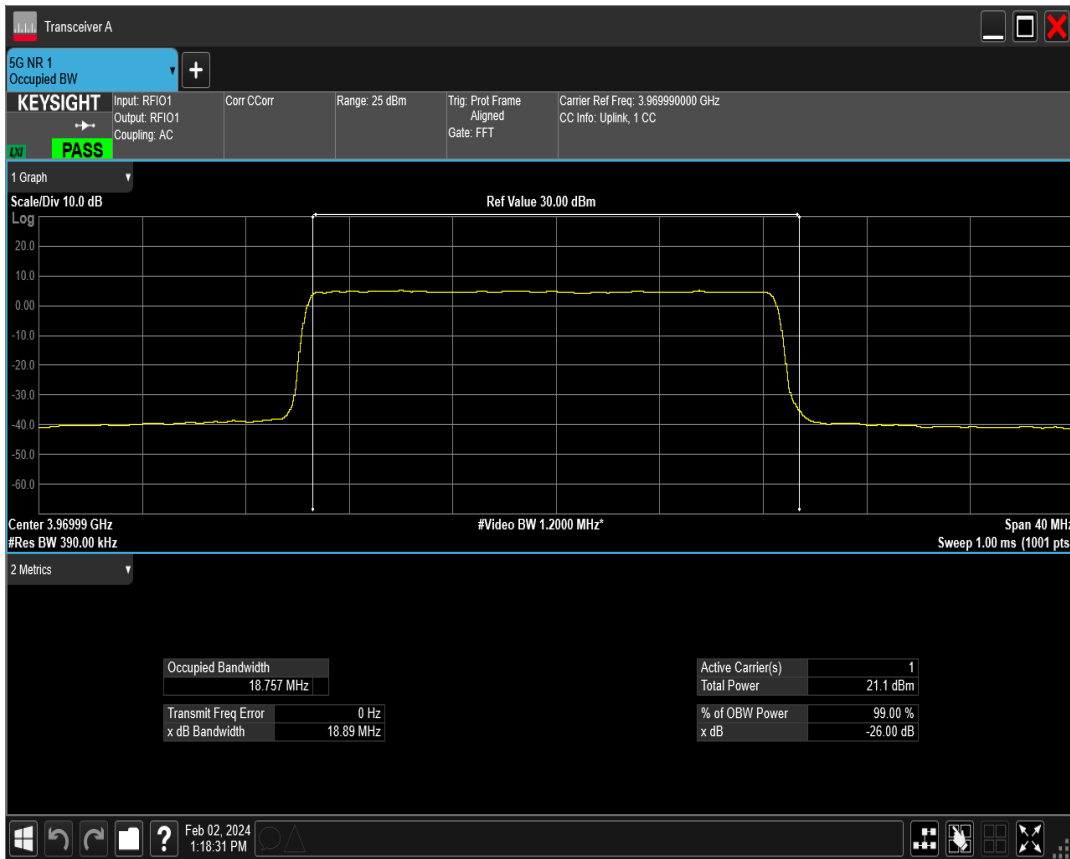 Transceiver A
5G NR 1
Occupied BW
KEYSIGHT
LXI
PASS
Input: RFIO1
Output: RFIO1
Coupling: AC
Corr CCorr
Range: 25 dBm
Trig: Prot Frame
Aligned
Gate: FFT
Carrier Ref Freq: 3.969990000 GHz
CC Info: Uplink, 1 CC
1 Graph
Scale/Div 10.0 dB
Ref Value 30.00 dBm
Log
20.0
10.0
0.00
-10.0
-20.0
-30.0
-40.0
-50.0
-60.0
Center 3.96999 GHz
#Video BW 1.2000 MHz*
Span 40 MHz
#Res BW 390.00 kHz
Sweep 1.00 ms (1001 pts
2 Metrics
Occupied Bandwidth
18.757 MHz
Active Carrier(s) 1
Total Power 21.1 dBm
Transmit Freq Error 0 Hz
x dB Bandwidth 18.89 MHz
% of OBW Power 99.00 %
x dB -26.00 dB
?
Feb 02, 2024
1:18:31 PM